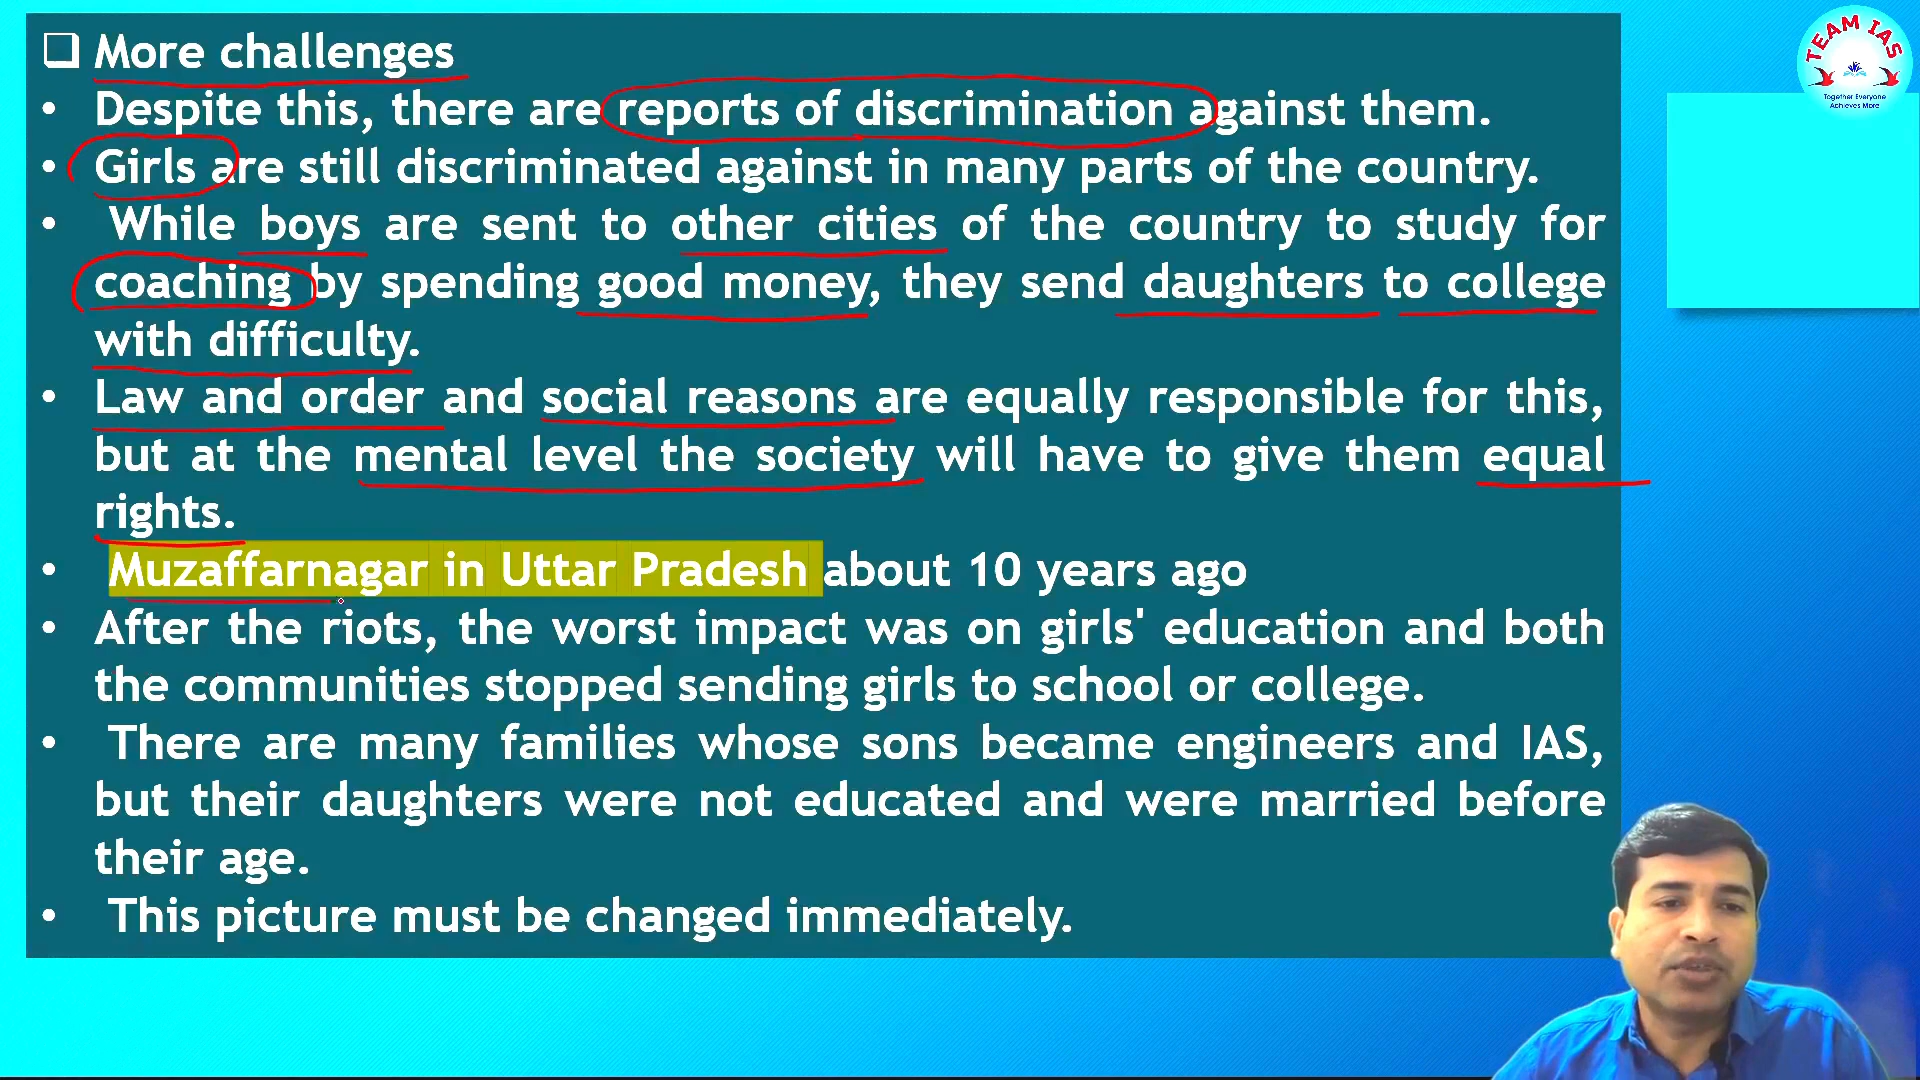 ❑ More challenges
• Despite this, there are reports of discrimination against them.
• Girls are still discriminated against in many parts of the country.
• While boys are sent to other cities of the country to study for
coaching by spending good money, they send daughters to college
with difficulty.
• Law and order and social reasons are equally responsible for this,
but at the mental level the society will have to give them equal
rights.
• Muzaffarnagar in Uttar Pradesh about 10 years ago
• After the riots, the worst impact was on girls' education and both
the communities stopped sending girls to school or college.
• There are many families whose sons became engineers and IAS,
but their daughters were not educated and were married before
their age.
• This picture must be changed immediately.
TEAM IAS
Together Everyone
Achieves More